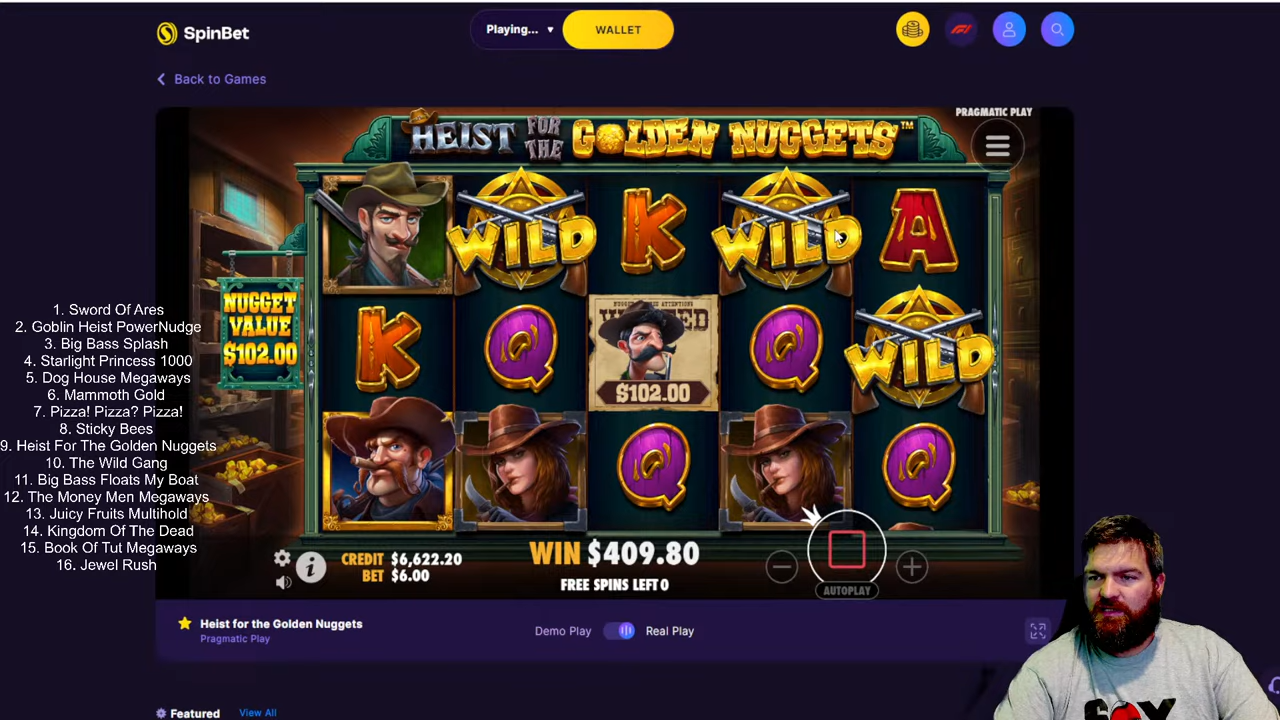 SpinBet
Playing...
WALLET
Back to Games
PRAGMATIC PLAY
HEIST FOR THE GOLDEN NUGGETS™
WILD
K
WILD
A
NUGGET
VALUE
$102.00
K
Q
WANTED
$102.00
Q
WILD
Q
Q
1. Sword Of Ares
2. Goblin Heist PowerNudge
3. Big Bass Splash
4. Starlight Princess 1000
5. Dog House Megaways
6. Mammoth Gold
7. Pizza! Pizza? Pizza!
8. Sticky Bees
9. Heist For The Golden Nuggets
10. The Wild Gang
11. Big Bass Floats My Boat
12. The Money Men Megaways
13. Juicy Fruits Multihold
14. Kingdom Of The Dead
15. Book Of Tut Megaways
16. Jewel Rush
CREDIT $6,622.20
BET $6.00
WIN $409.80
FREE SPINS LEFT 0
AUTOPLAY
Heist for the Golden Nuggets
Pragmatic Play
Demo Play
Real Play
Featured
View All